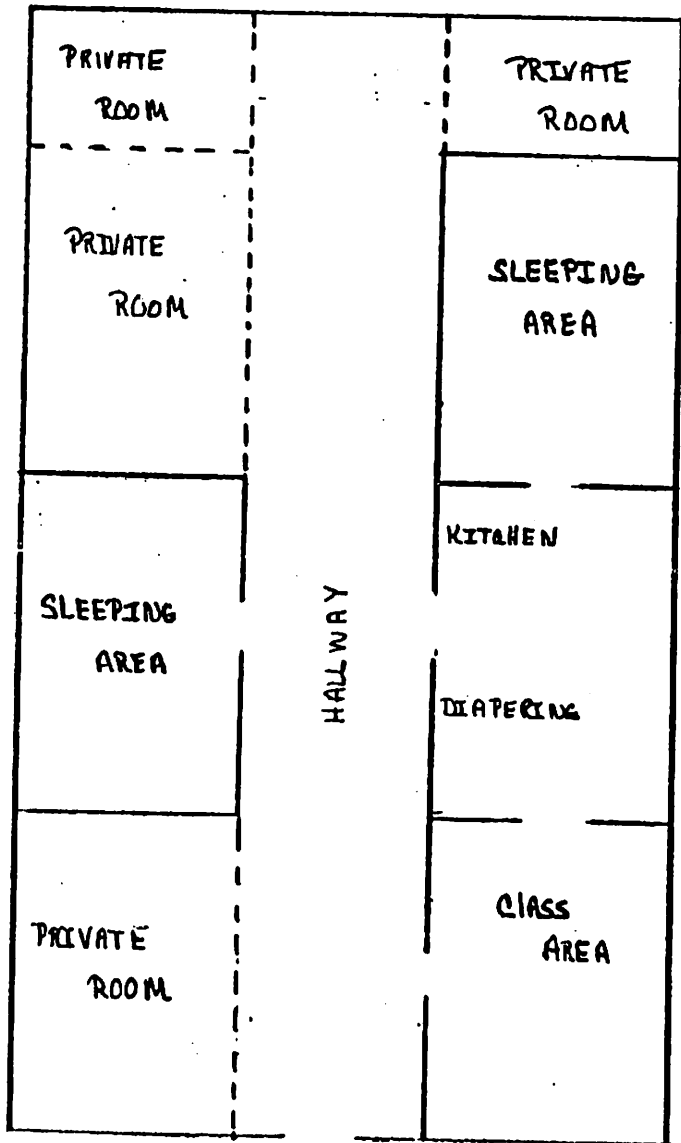 PRIVATE
ROOM
PRIVATE
ROOM
PRIVATE
ROOM
SLEEPING
AREA
KITCHEN
SLEEPING
AREA
HALLWAY
DIAPERING
CLASS
AREA
PRIVATE
ROOM